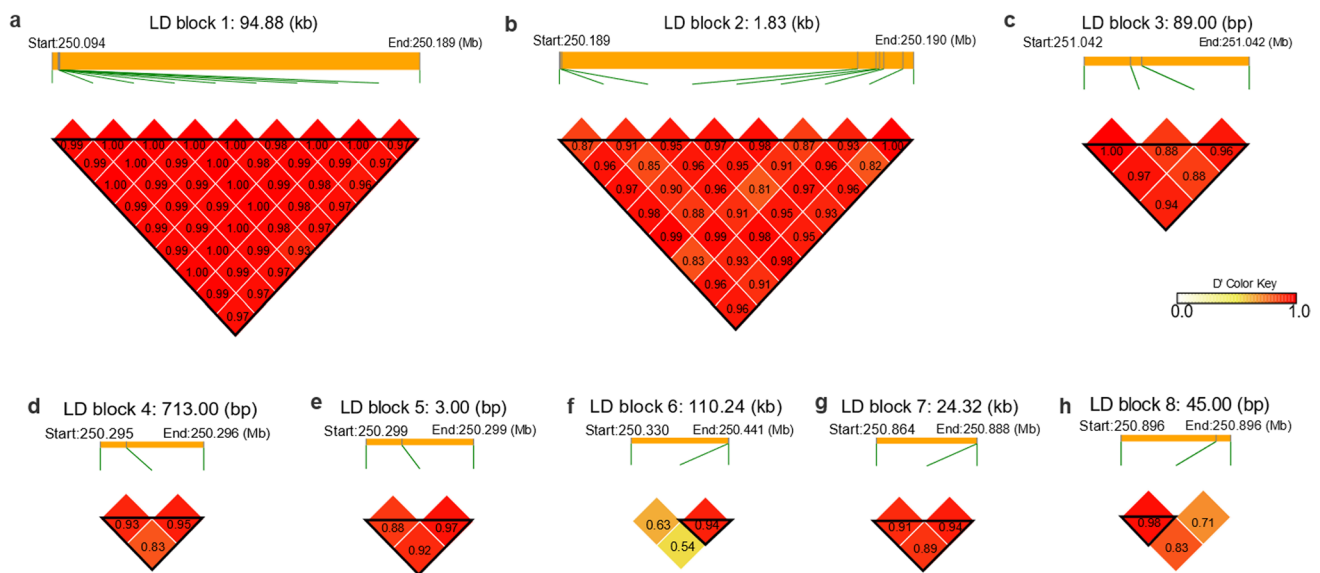 a
LD block 1: 94.88 (kb)
Start:250.094
End:250.189 (Mb)
0.99 1.00 1.00 1.00 1.00 0.98 1.00 1.00 0.97
0.99 1.00 0.99 1.00 0.98 0.99 0.99 0.97
1.00 0.99 0.99 1.00 0.98 0.98 0.96
0.99 0.99 1.00 0.99 0.98 0.97
0.99 0.99 1.00 0.98 0.97
0.99 1.00 0.99 0.93
1.00 0.99 0.97
0.99 0.97
0.97
b
LD block 2: 1.83 (kb)
Start:250.189
End:250.190 (Mb)
0.87 0.91 0.95 0.97 0.98 0.87 0.93 1.00
0.96 0.85 0.96 0.95 0.91 0.96 0.82
0.97 0.90 0.96 0.81 0.97 0.96
0.98 0.88 0.91 0.95 0.93
0.99 0.99 0.98 0.95
0.83 0.93 0.98
0.96 0.91
0.96
c
LD block 3: 89.00 (bp)
Start:251.042
End:251.042 (Mb)
1.00 0.88 0.96
0.97 0.88
0.94
D' Color Key
0.0 1.0
d
LD block 4: 713.00 (bp)
Start:250.295
End:250.296 (Mb)
0.93 0.95
0.83
e
LD block 5: 3.00 (bp)
Start:250.299
End:250.299 (Mb)
0.88 0.97
0.92
f
LD block 6: 110.24 (kb)
Start:250.330
End:250.441 (Mb)
0.63 0.94
0.54
g
LD block 7: 24.32 (kb)
Start:250.864
End:250.888 (Mb)
0.91 0.94
0.89
h
LD block 8: 45.00 (bp)
Start:250.896
End:250.896 (Mb)
0.98 0.71
0.83